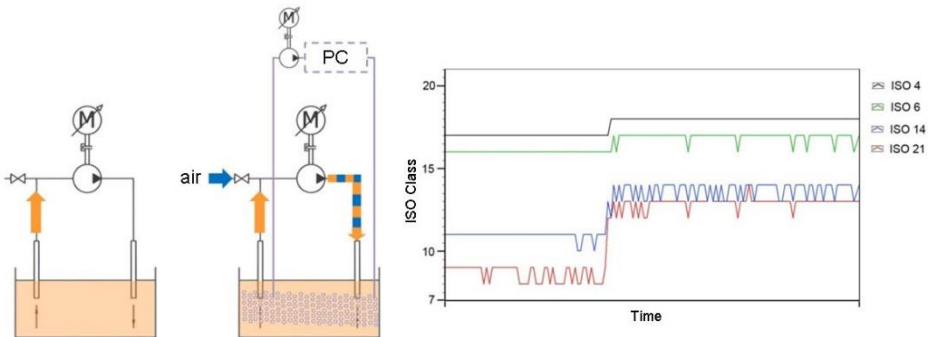 M
PC
M
M
air
20
15
10
7
ISO Class
Time
ISO 4
ISO 6
ISO 14
ISO 21